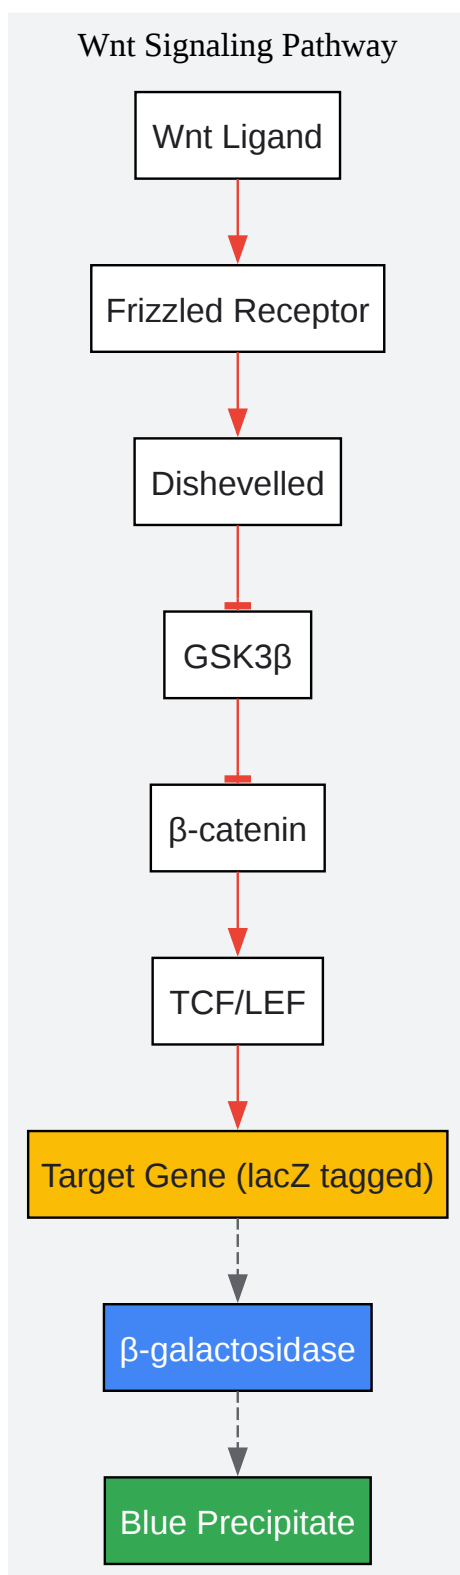 Wnt Signaling Pathway
Wnt Ligand
Frizzled Receptor
Dishevelled
GSK3β
β-catenin
TCF/LEF
Target Gene (lacZ tagged)
β-galactosidase
Blue Precipitate